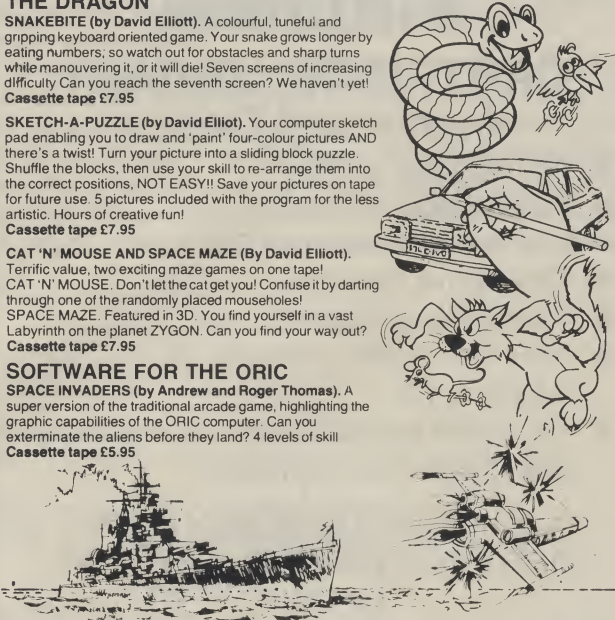 THE DRAGON
SNAKEBITE (by David Elliott). A colourful, tuneful and
gripping keyboard oriented game. Your snake grows longer by
eating numbers, so watch out for obstacles and sharp turns
while manouvering it, or it will die! Seven screens of increasing
difficulty Can you reach the seventh screen? We haven't yet!
Cassette tape £7.95
SKETCH-A-PUZZLE (by David Elliot). Your computer sketch
pad enabling you to draw and 'paint' four-colour pictures AND
there's a twist! Turn your picture into a sliding block puzzle.
Shuffle the blocks, then use your skill to re-arrange them into
the correct positions, NOT EASY!! Save your pictures on tape
for future use. 5 pictures included with the program for the less
artistic. Hours of creative fun!
Cassette tape £7.95
CAT 'N' MOUSE AND SPACE MAZE (By David Elliott).
Terrific value, two exciting maze games on one tape!
CAT 'N' MOUSE. Don't let the cat get you! Confuse it by darting
through one of the randomly placed mouseholes!
SPACE MAZE. Featured in 3D. You find yourself in a vast
Labyrinth on the planet ZYGON. Can you find your way out?
Cassette tape £7.95
SOFTWARE FOR THE ORIC
SPACE INVADERS (by Andrew and Roger Thomas). A
super version of the traditional arcade game, highlighting the
graphic capabilities of the ORIC computer. Can you
exterminate the aliens before they land? 4 levels of skill
Cassette tape £5.95